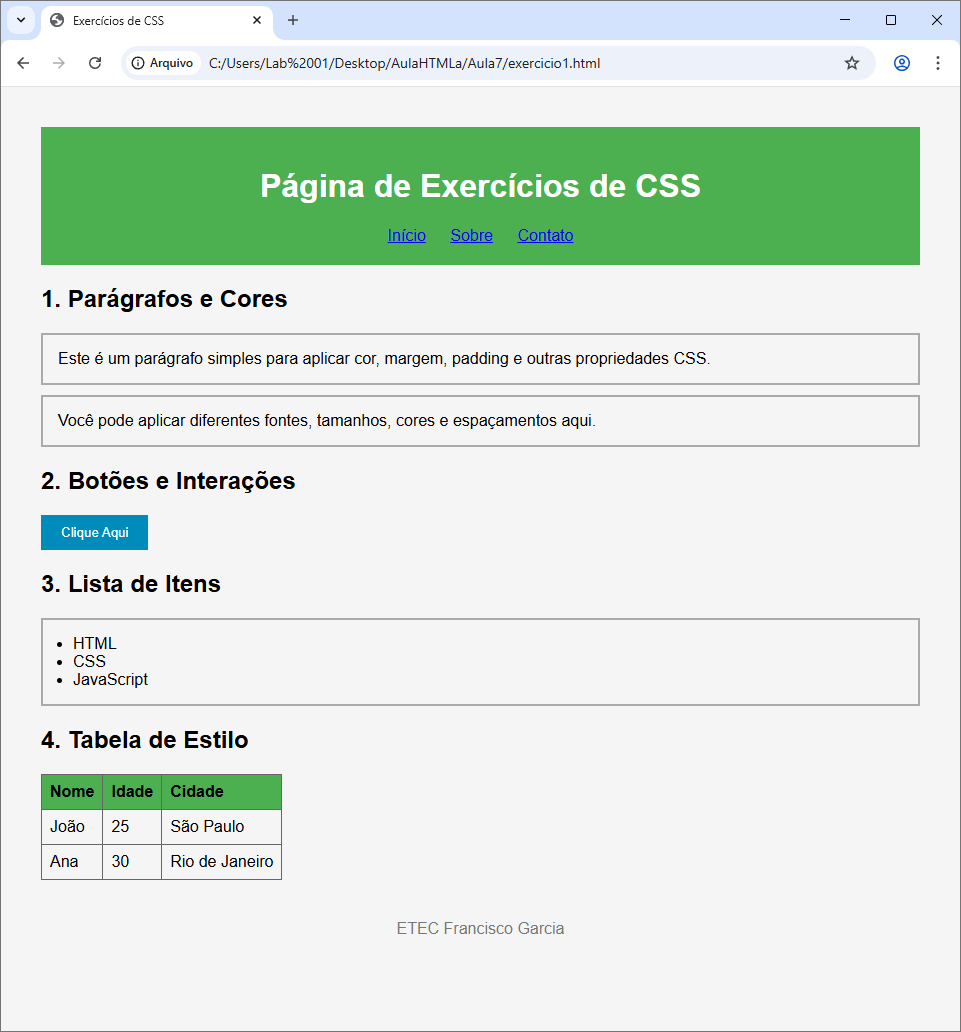 Exercícios de CSS
Arquivo C:/Users/Lab%2001/Desktop/AulaHTMLa/Aula7/exercicio1.html
Página de Exercícios de CSS
Início Sobre Contato
1. Parágrafos e Cores
Este é um parágrafo simples para aplicar cor, margem, padding e outras propriedades CSS.
Você pode aplicar diferentes fontes, tamanhos, cores e espaçamentos aqui.
2. Botões e Interações
Clique Aqui
3. Lista de Itens
HTML
CSS
JavaScript
4. Tabela de Estilo
Nome Idade Cidade
João 25 São Paulo
Ana 30 Rio de Janeiro
ETEC Francisco Garcia